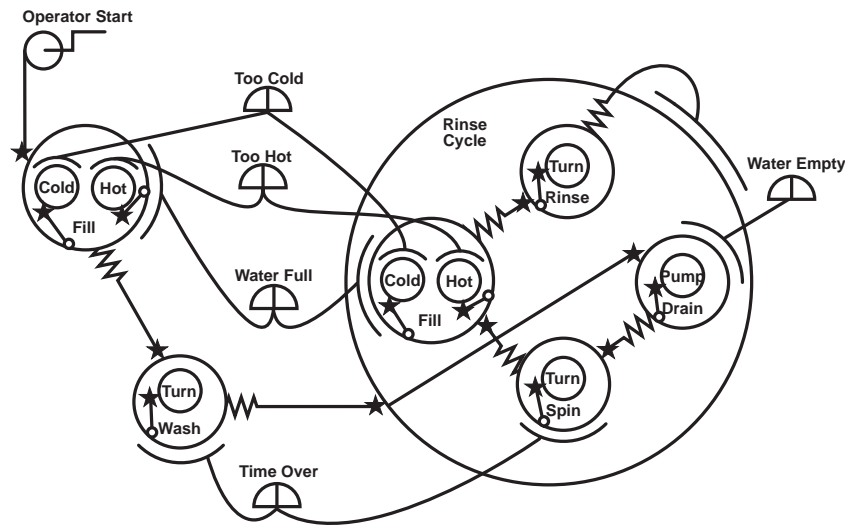 Operator Start
Too Cold
Rinse
Cycle
Too Hot
Turn
Water Empty
Cold
Hot
Rinse
Fill
Water Full
Cold
Hot
Pump
Drain
Fill
Turn
Turn
Spin
Wash
Time Over